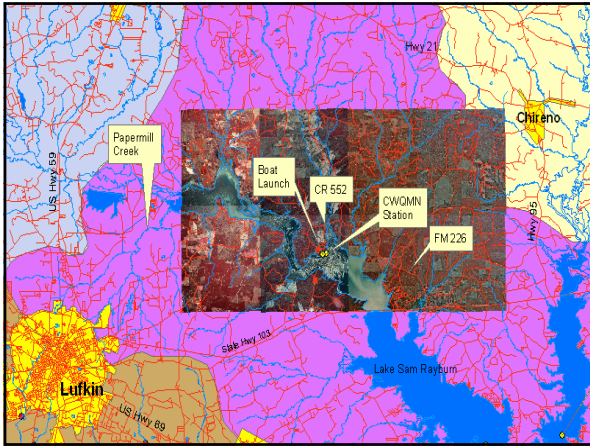 Hwy 21
Chireno
Papermill
Creek
Boat
Launch
CR 552
CWQMN
Station
US Hwy 59
Hwy 95
FM 226
State Hwy 103
Lake Sam Rayburn
Lufkin
US Hwy 69